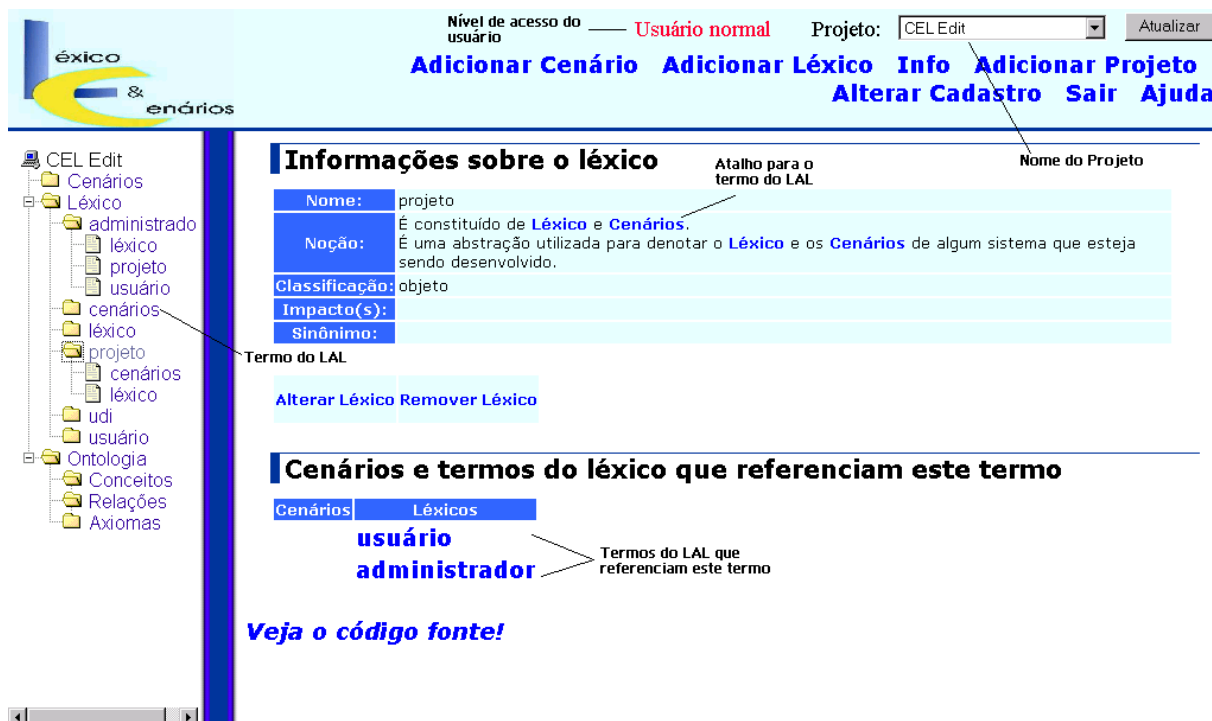 éxico
&
enários
Nível de acesso do
usuário
Usuário normal
Projeto:
CEL Edit
Atualizar
Adicionar Cenário Adicionar Léxico Info Adicionar Projeto
Alterar Cadastro Sair Ajuda
CEL Edit
Cenários
Léxico
administrado
léxico
projeto
usuário
cenários
léxico
projeto
cenários
léxico
udi
usuário
Ontologia
Conceitos
Relações
Axiomas
Termo do LAL
Informações sobre o léxico
Atalho para o
termo do LAL
Nome do Projeto
Nome: projeto
Noção: É constituído de Léxico e Cenários.
É uma abstração utilizada para denotar o Léxico e os Cenários de algum sistema que esteja
sendo desenvolvido.
Classificação: objeto
Impacto(s):
Sinônimo:
Alterar Léxico Remover Léxico
Cenários e termos do léxico que referenciam este termo
Cenários Léxicos
usuário
administrador
Termos do LAL que
referenciam este termo
Veja o código fonte!